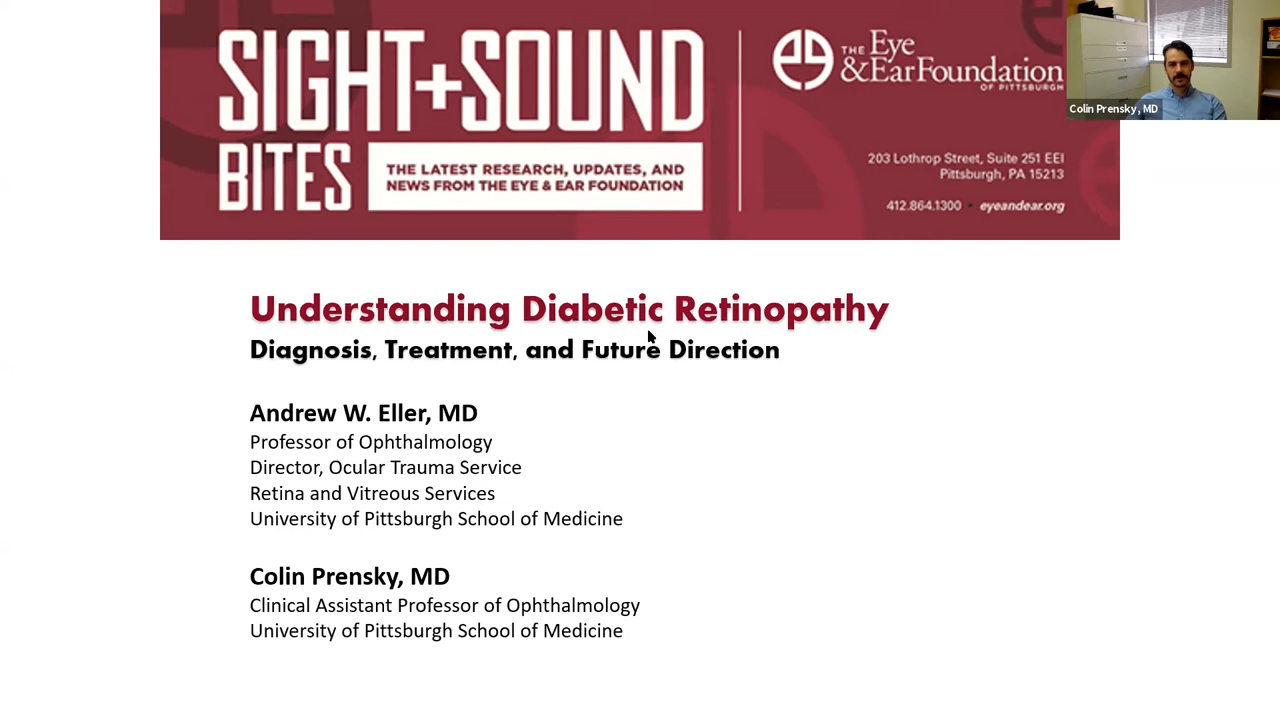 SIGHT+SOUND
BITES
THE LATEST RESEARCH, UPDATES, AND
NEWS FROM THE EYE & EAR FOUNDATION
THE Eye
&EarFoundation
OF PITTSBURGH
203 Lothrop Street, Suite 251 EEI
Pittsburgh, PA 15213
412.864.1300 • eyeandear.org
Colin Prensky, MD
Understanding Diabetic Retinopathy
Diagnosis, Treatment, and Future Direction
Andrew W. Eller, MD
Professor of Ophthalmology
Director, Ocular Trauma Service
Retina and Vitreous Services
University of Pittsburgh School of Medicine
Colin Prensky, MD
Clinical Assistant Professor of Ophthalmology
University of Pittsburgh School of Medicine